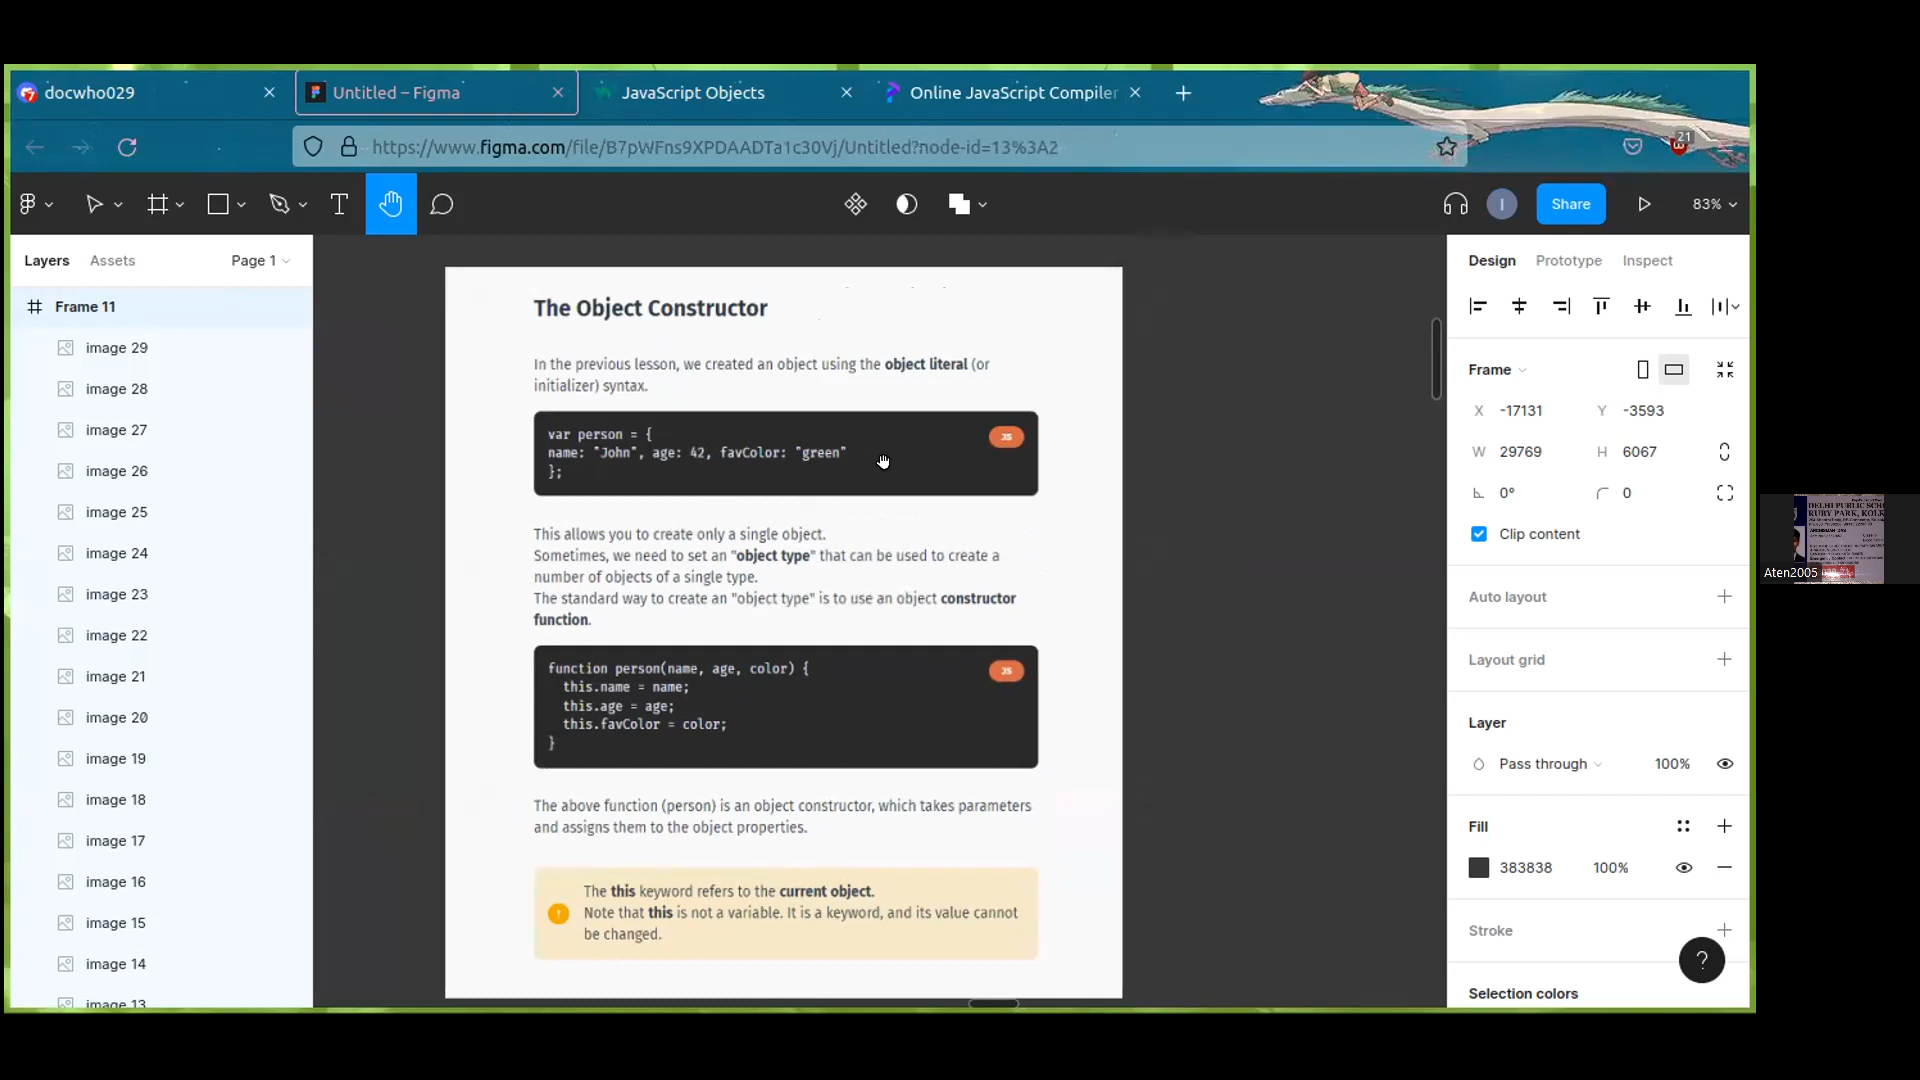 docwho029
Untitled – Figma
JavaScript Objects
Online JavaScript Compiler
https://www.figma.com/file/B7pWFns9XPDAADTa1c30Vj/Untitled?node-id=13%3A2
21
I
Share
83%
Layers
Assets
Page 1
Frame 11
image 29
image 28
image 27
image 26
image 25
image 24
image 23
image 22
image 21
image 20
image 19
image 18
image 17
image 16
image 15
image 14
image 13
The Object Constructor
In the previous lesson, we created an object using the object literal (or
initializer) syntax.
JS
var person = {
name: "John", age: 42, favColor: "green"
};
This allows you to create only a single object.
Sometimes, we need to set an "object type" that can be used to create a
number of objects of a single type.
The standard way to create an "object type" is to use an object constructor
function.
JS
function person(name, age, color) {
this.name = name;
this.age = age;
this.favColor = color;
}
The above function (person) is an object constructor, which takes parameters
and assigns them to the object properties.
The this keyword refers to the current object.
Note that this is not a variable. It is a keyword, and its value cannot
be changed.
Design
Prototype
Inspect
Frame
X -17131
Y -3593
W 29769
H 6067
0°
0
Clip content
Auto layout
Layout grid
Layer
Pass through
100%
Fill
383838
100%
Stroke
?
Selection colors
DELHI PUBLIC SCH
RUBY PARK, KOLK
Aten2005